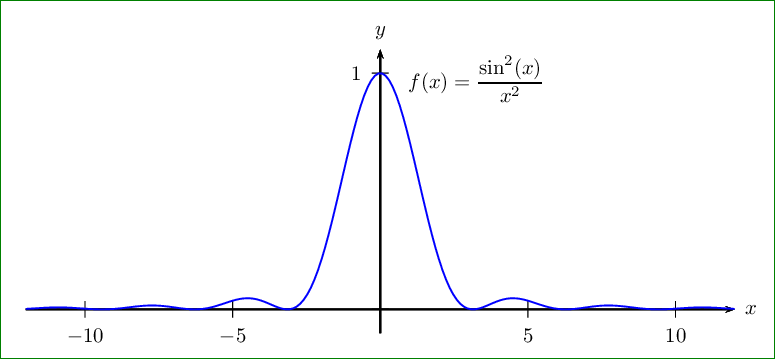 y
1
f(x) = sin²(x)/x²
−10 −5 5 10 x